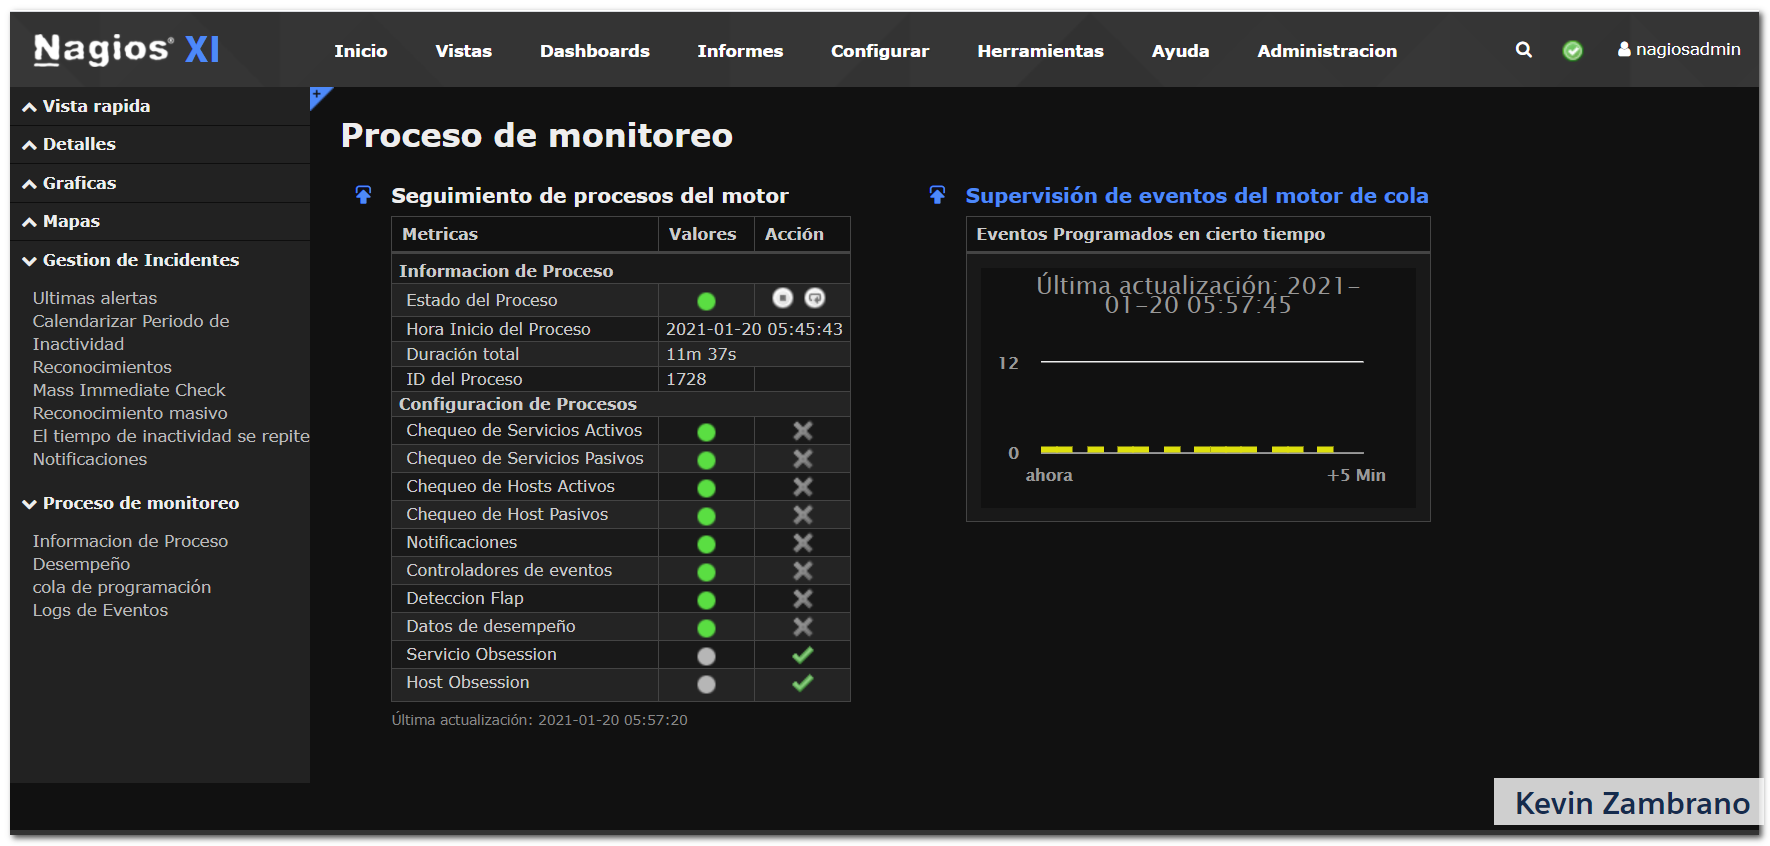 Nagios® XI
Inicio Vistas Dashboards Informes Configurar Herramientas Ayuda Administracion nagiosadmin
Vista rapida
Detalles
Graficas
Mapas
Gestion de Incidentes
Ultimas alertas
Calendarizar Periodo de
Inactividad
Reconocimientos
Mass Immediate Check
Reconocimiento masivo
El tiempo de inactividad se repite
Notificaciones
Proceso de monitoreo
Informacion de Proceso
Desempeño
cola de programación
Logs de Eventos
Proceso de monitoreo
Seguimiento de procesos del motor
Metricas Valores Acción
Informacion de Proceso
Estado del Proceso
Hora Inicio del Proceso 2021-01-20 05:45:43
Duración total 11m 37s
ID del Proceso 1728
Configuracion de Procesos
Chequeo de Servicios Activos
Chequeo de Servicios Pasivos
Chequeo de Hosts Activos
Chequeo de Host Pasivos
Notificaciones
Controladores de eventos
Deteccion Flap
Datos de desempeño
Servicio Obsession
Host Obsession
Última actualización: 2021-01-20 05:57:20
Supervisión de eventos del motor de cola
Eventos Programados en cierto tiempo
Última actualización: 2021-
01-20 05:57:45
12
0
ahora +5 Min
Kevin Zambrano